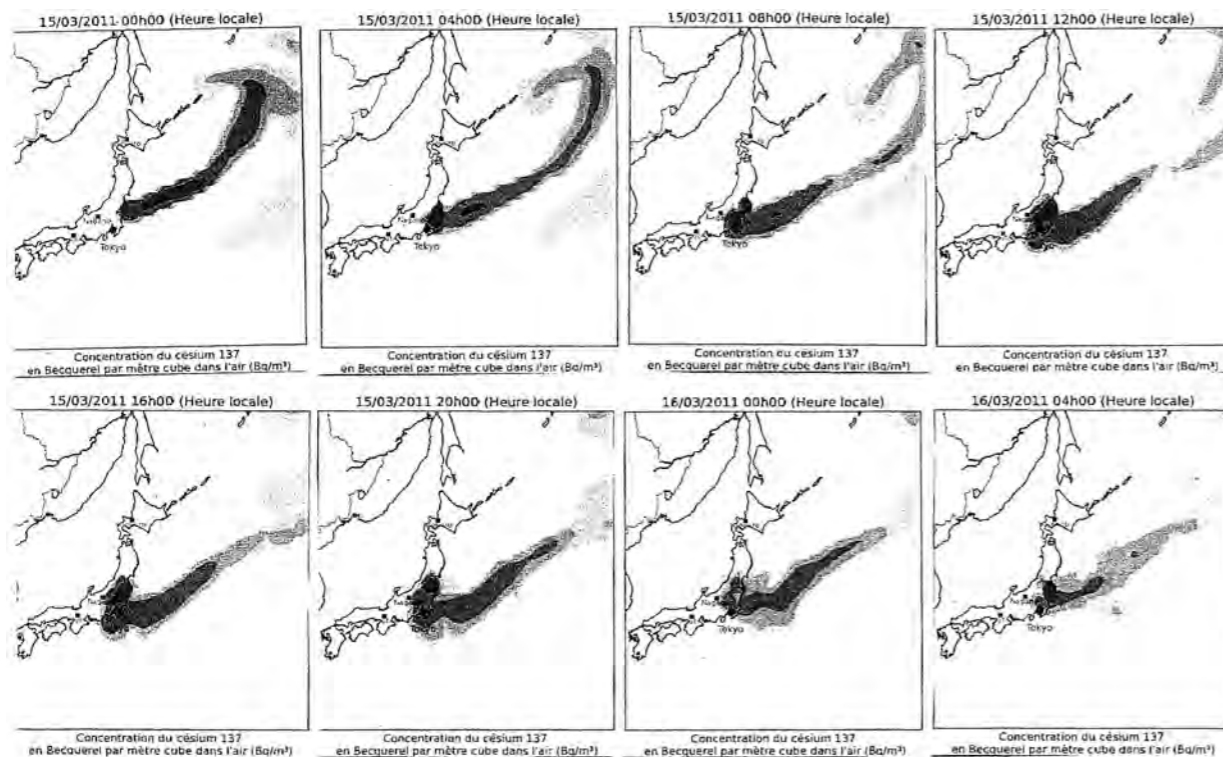 15/03/2011 00h00 (Heure locale)
15/03/2011 04h00 (Heure locale)
15/03/2011 08h00 (Heure locale)
15/03/2011 12h00 (Heure locale)
Tokyo
Tokyo
Tokyo
Concentration du césium 137
en Becquerel par mètre cube dans l'air (Bq/m³)
Concentration du césium 137
en Becquerel par mètre cube dans l'air (Bq/m³)
Concentration du césium 137
en Becquerel par mètre cube dans l'air (Bq/m³)
Concentration du césium 137
en Becquerel par mètre cube dans l'air (Bq/m³)
15/03/2011 16h00 (Heure locale)
15/03/2011 20h00 (Heure locale)
16/03/2011 00h00 (Heure locale)
16/03/2011 04h00 (Heure locale)
Tokyo
Tokyo
Concentration du césium 137
en Becquerel par mètre cube dans l'air (Bq/m³)
Concentration du césium 137
en Becquerel par mètre cube dans l'air (Bq/m³)
Concentration du césium 137
en Becquerel par mètre cube dans l'air (Bq/m³)
Concentration du césium 137
en Becquerel par mètre cube dans l'air (Bq/m³)